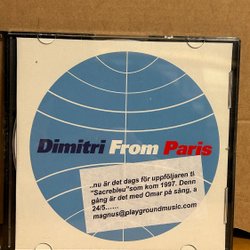 Dimitri From Paris
..nu är det dags för uppföljaren ti
"Sacrebleu"som kom 1997. Denn
gång är det med Omar på sång, a
24/5......
magnus@playgroundmusic.com